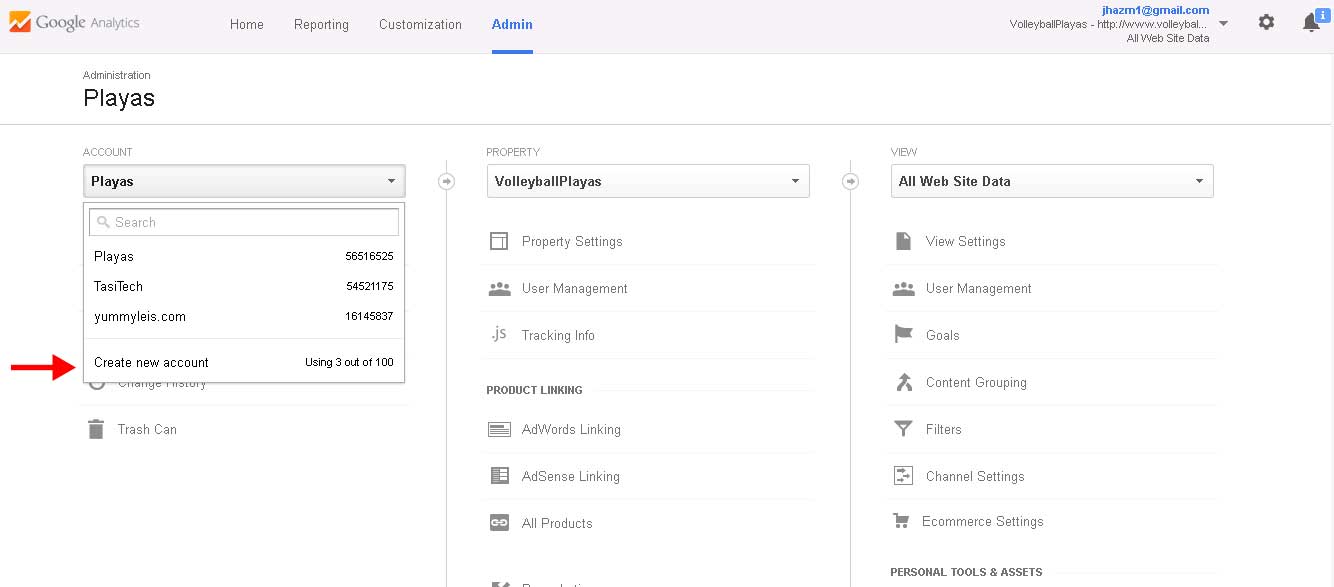 Google Analytics
Home
Reporting
Customization
Admin
jhazm1@gmail.com
VolleyballPlayas - http://www.volleybal...
All Web Site Data
i
Administration
Playas
ACCOUNT
Playas
Search
Playas 56516525
TasiTech 54521175
yummyleis.com 16145837
Create new account Using 3 out of 100
Change History
Trash Can
PROPERTY
VolleyballPlayas
Property Settings
User Management
.js Tracking Info
PRODUCT LINKING
AdWords Linking
AdSense Linking
All Products
VIEW
All Web Site Data
View Settings
User Management
Goals
Content Grouping
Filters
Channel Settings
Ecommerce Settings
PERSONAL TOOLS & ASSETS